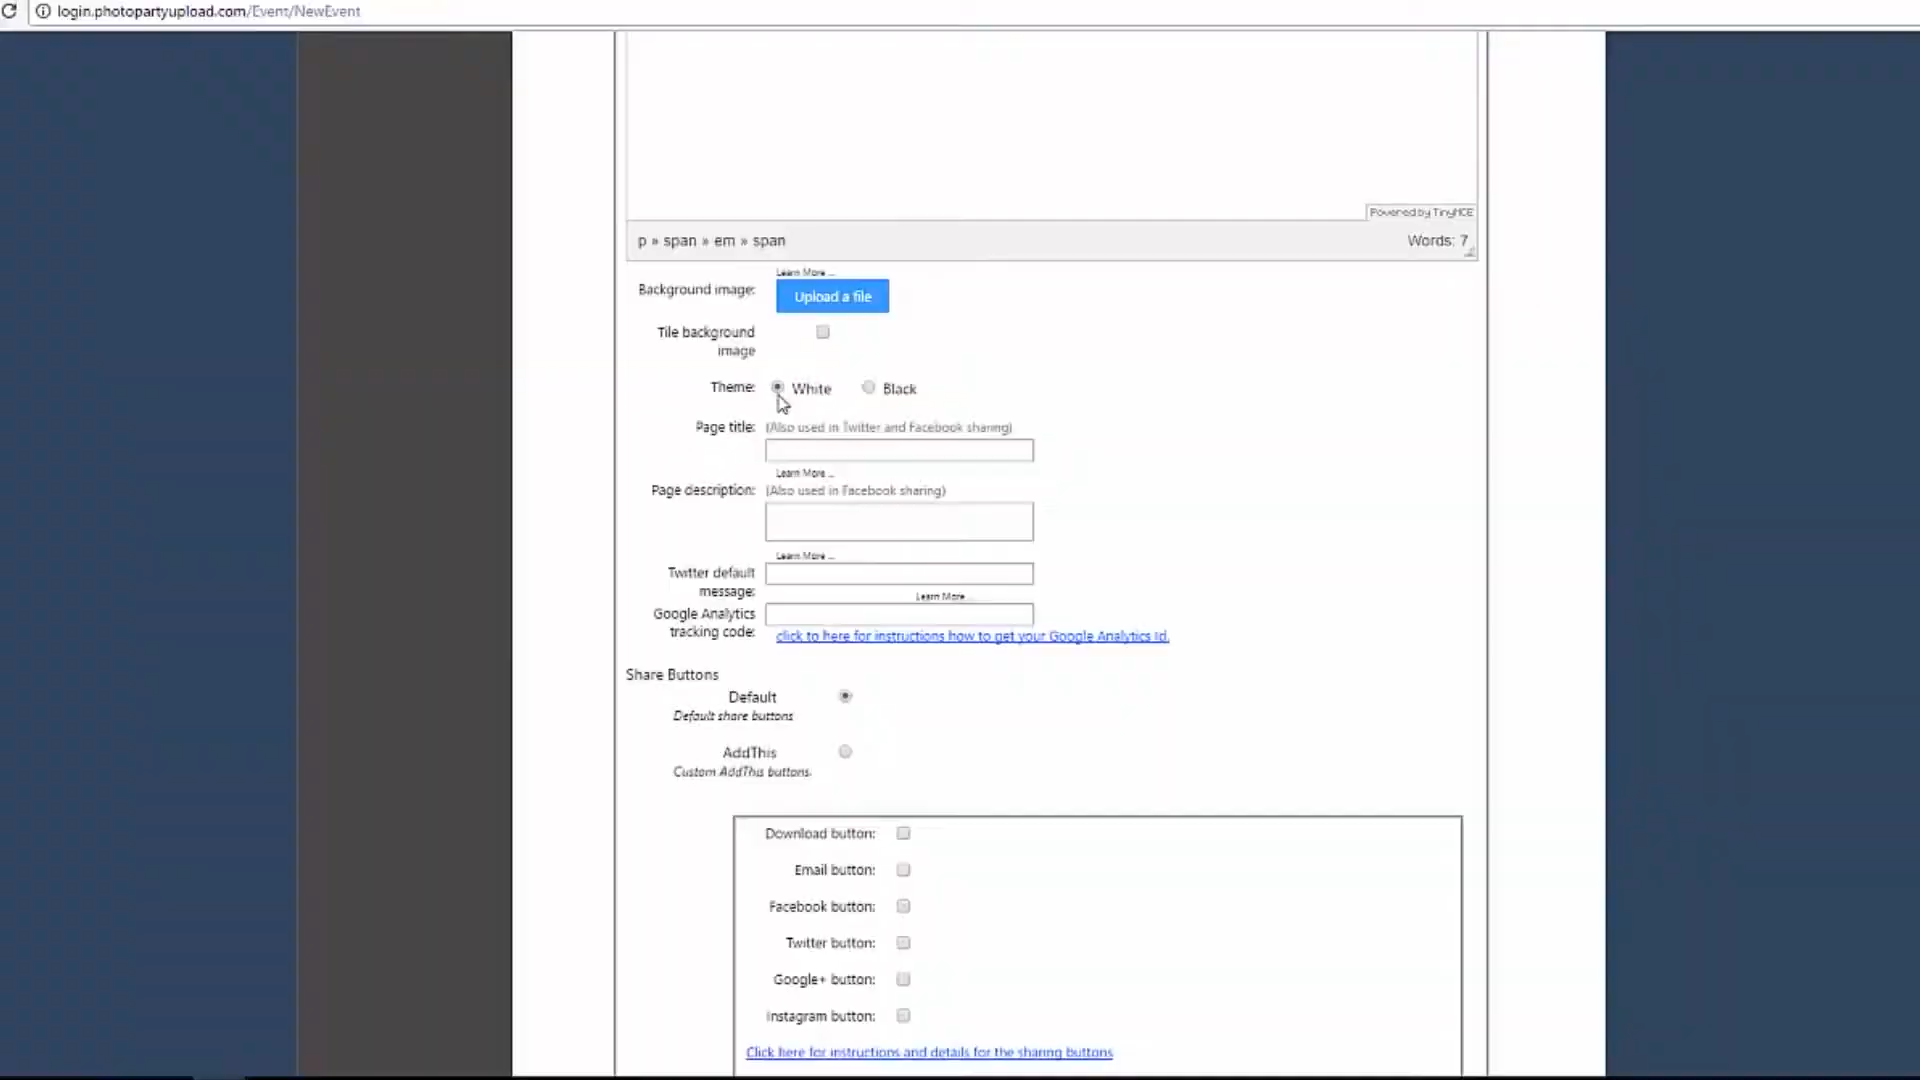 login.photopartyupload.com/Event/NewEvent
Powered by TinyMCE
p » span » em » span
Words: 7
Learn More ...
Background image:
Upload a file
Tile background
image
Theme:
White
Black
Page title:
(Also used in Twitter and Facebook sharing)
Learn More ...
Page description:
(Also used in Facebook sharing)
Learn More ...
Twitter default
message:
Learn More ...
Google Analytics
tracking code:
click to here for instructions how to get your Google Analytics Id.
Share Buttons
Default
Default share buttons
AddThis
Custom AddThis buttons.
Download button:
Email button:
Facebook button:
Twitter button:
Google+ button:
Instagram button:
Click here for instructions and details for the sharing buttons